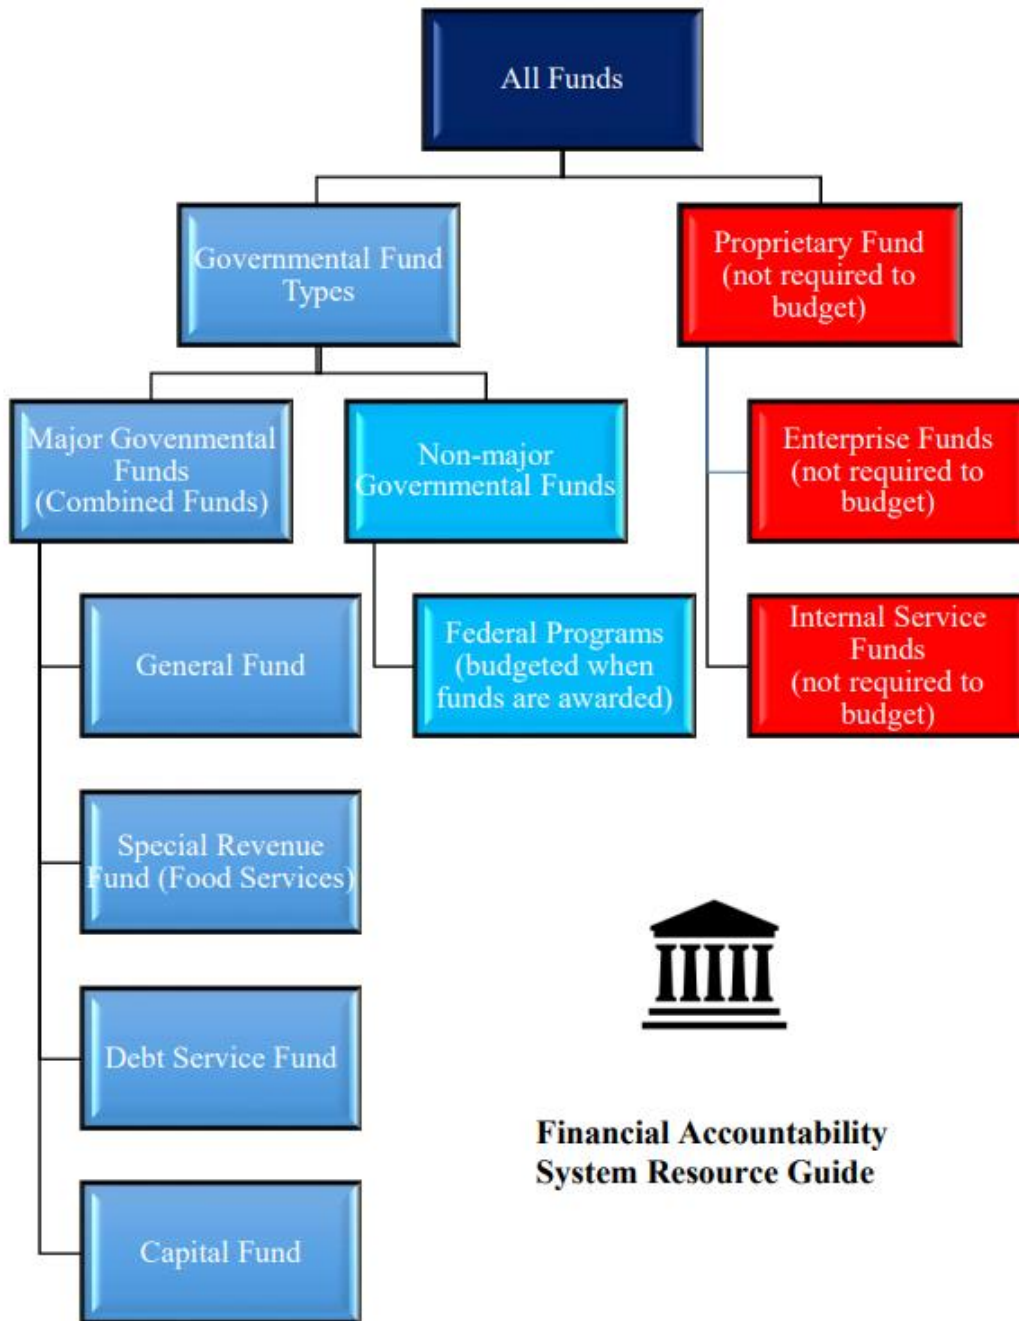 All Funds
Governmental Fund
Types
Proprietary Fund
(not required to
budget)
Major Govenmental
Funds
(Combined Funds)
Non-major
Governmental Funds
Enterprise Funds
(not required to
budget)
General Fund
Federal Programs
(budgeted when
funds are awarded)
Internal Service
Funds
(not required to
budget)
Special Revenue
Fund (Food Services)
Debt Service Fund
Capital Fund
Financial Accountability
System Resource Guide